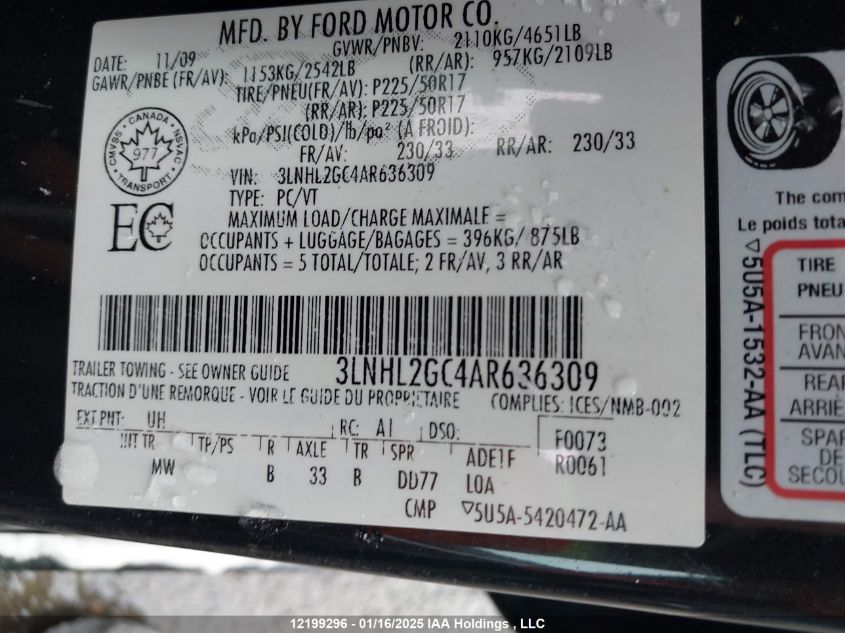 MFD. BY FORD MOTOR CO.
DATE: 11/09 GVWR/PNBV: 2110KG/4651LB
GAWR/PNBE (FR/AV): 1153KG/2542LB (RR/AR): 957KG/2109LB
TIRE/PNEU(FR/AV): P225/50R17
(RR/AR): P225/50R17
kPa/PSI(COLD)/lb/po² (A FROID):
FR/AV: 230/33 RR/AR: 230/33
VIN: 3LNHL2GC4AR636309
TYPE: PC/VT
MAXIMUM LOAD/CHARGE MAXIMALE =
OCCUPANTS + LUGGAGE/BAGAGES = 396KG/ 875LB
OCCUPANTS = 5 TOTAL/TOTALE; 2 FR/AV, 3 RR/AR
CANADA
CMVSS NSVAC
977
TRANSPORT
EC
TRAILER TOWING - SEE OWNER GUIDE 3LNHL2GC4AR636309
TRACTION D'UNE REMORQUE - VOIR LE GUIDE DU PROPRIETAIRE COMPLIES: ICES/NMB-002
EXT PNT: UH RC: A1 DSO: F0073
INT TR TP/PS R AXLE TR SPR ADE1F R0061
MW B 33 B DD77 LOA
CMP ▽5U5A-5420472-AA
The com
Le poids tota
▽5U5A-1532-AA (TLC)
TIRE
PNEU
FRON
AVAN
REAR
ARRIÈ
SPAR
DE
SECOU
12199296 - 01/16/2025 IAA Holdings , LLC